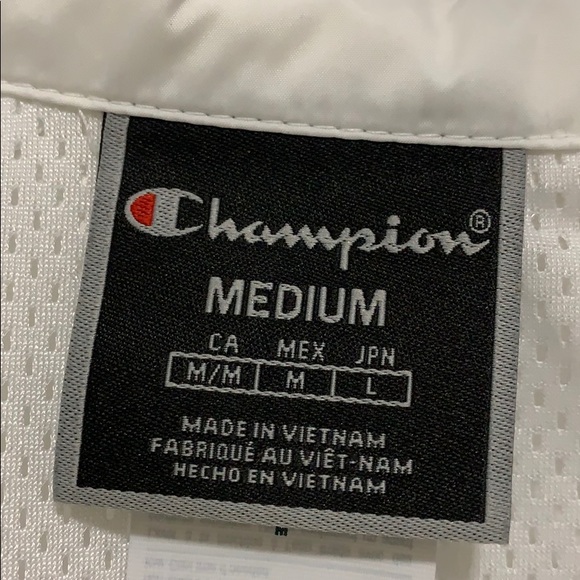 Champion®
MEDIUM
CA MEX JPN
M/M M L
MADE IN VIETNAM
FABRIQUÉ AU VIÊT-NAM
HECHO EN VIETNAM
M